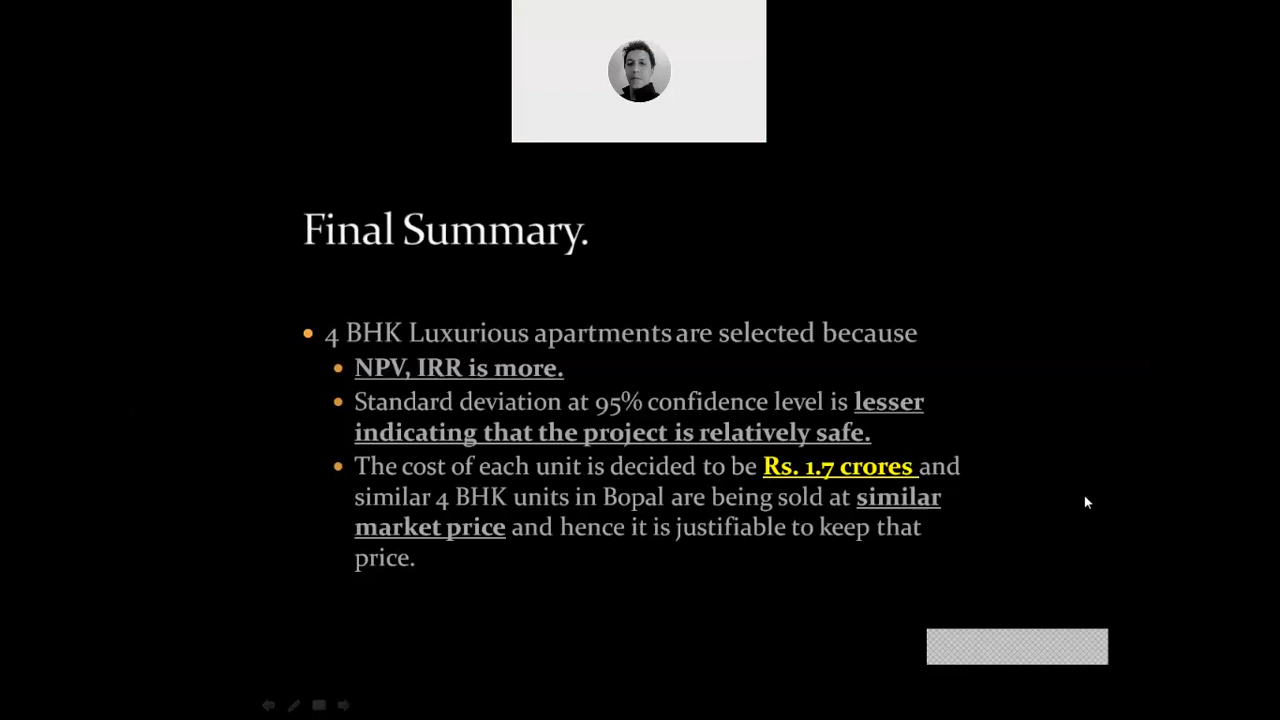 Final Summary.
4 BHK Luxurious apartments are selected because
NPV, IRR is more.
Standard deviation at 95% confidence level is lesser
indicating that the project is relatively safe.
The cost of each unit is decided to be Rs. 1.7 crores and
similar 4 BHK units in Bopal are being sold at similar
market price and hence it is justifiable to keep that
price.